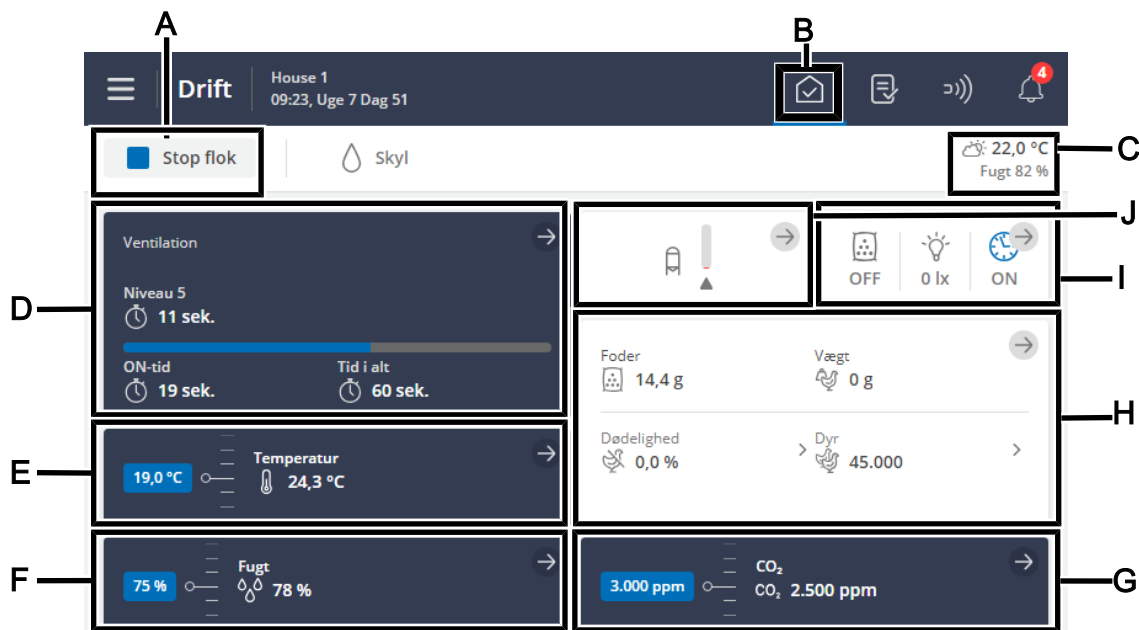 A
B
Drift
House 1
09:23, Uge 7 Dag 51
4
Stop flok
Skyl
22,0 °C
Fugt 82 %
C
J
D
Ventilation
Niveau 5
11 sek.
ON-tid
19 sek.
Tid i alt
60 sek.
OFF
0 lx
ON
I
E
19,0 °C
Temperatur
24,3 °C
Foder
14,4 g
Vægt
0 g
Dødelighed
0,0 %
Dyr
45.000
H
F
75 %
Fugt
78 %
3.000 ppm
CO₂
CO₂ 2.500 ppm
G